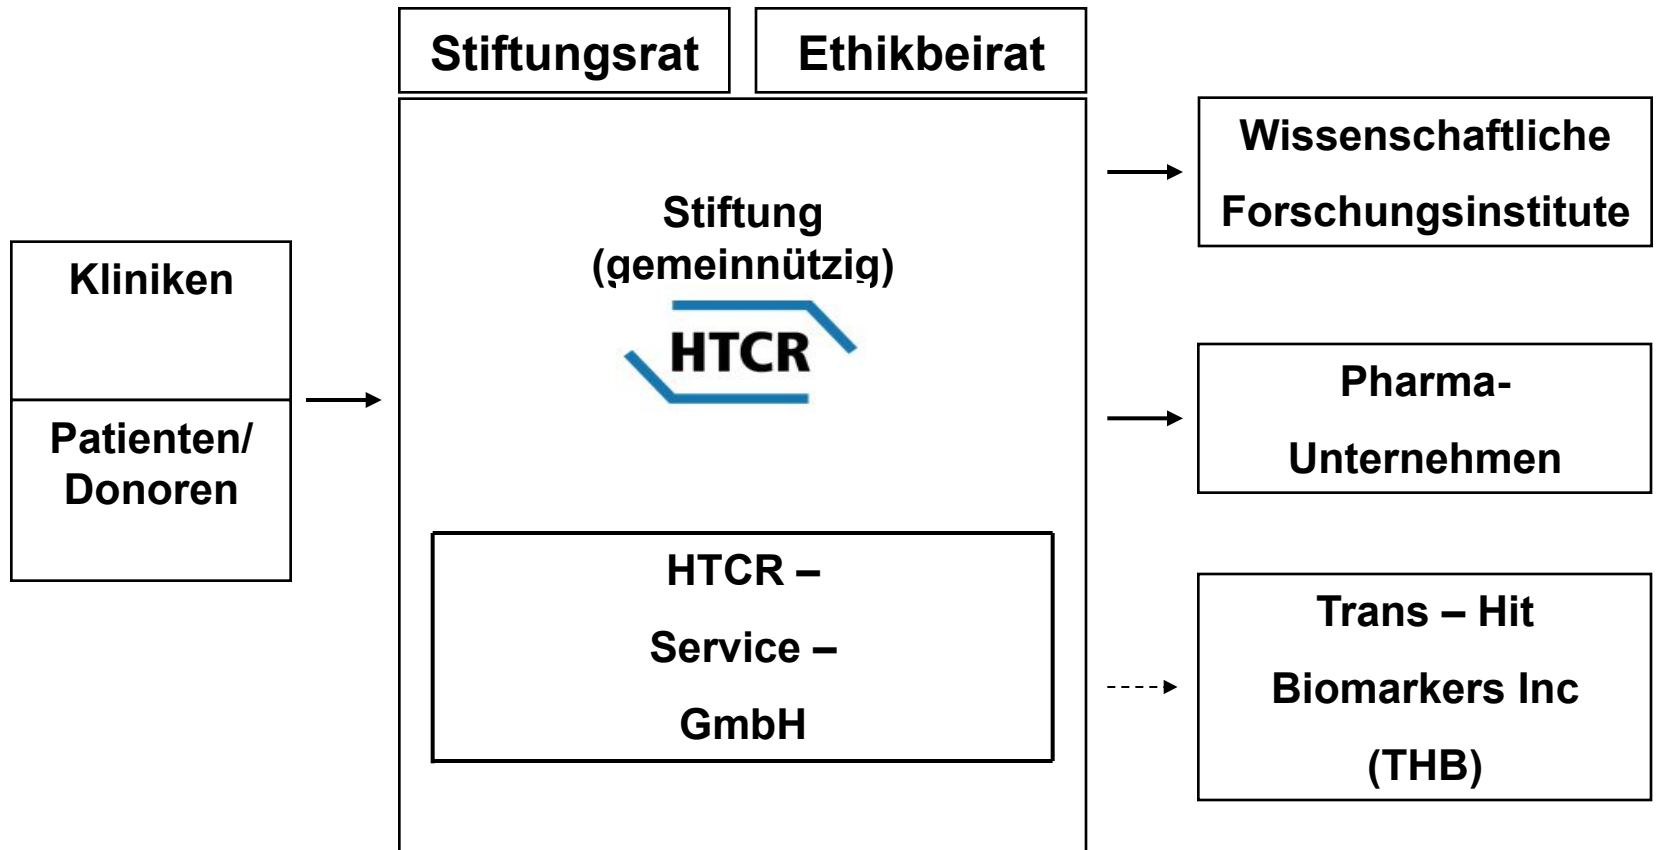 Stiftungsrat
Ethikbeirat
Kliniken
Patienten/
Donoren
Stiftung
(gemeinnützig)
HTCR
HTCR –
Service –
GmbH
Wissenschaftliche
Forschungsinstitute
Pharma-
Unternehmen
Trans – Hit
Biomarkers Inc
(THB)